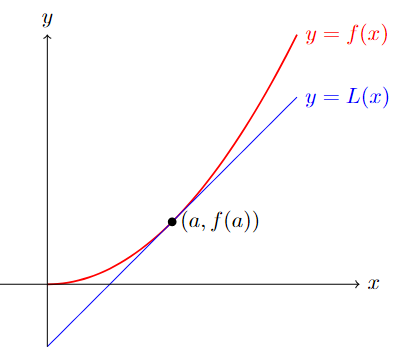 y
y = f(x)
y = L(x)
(a, f(a))
x